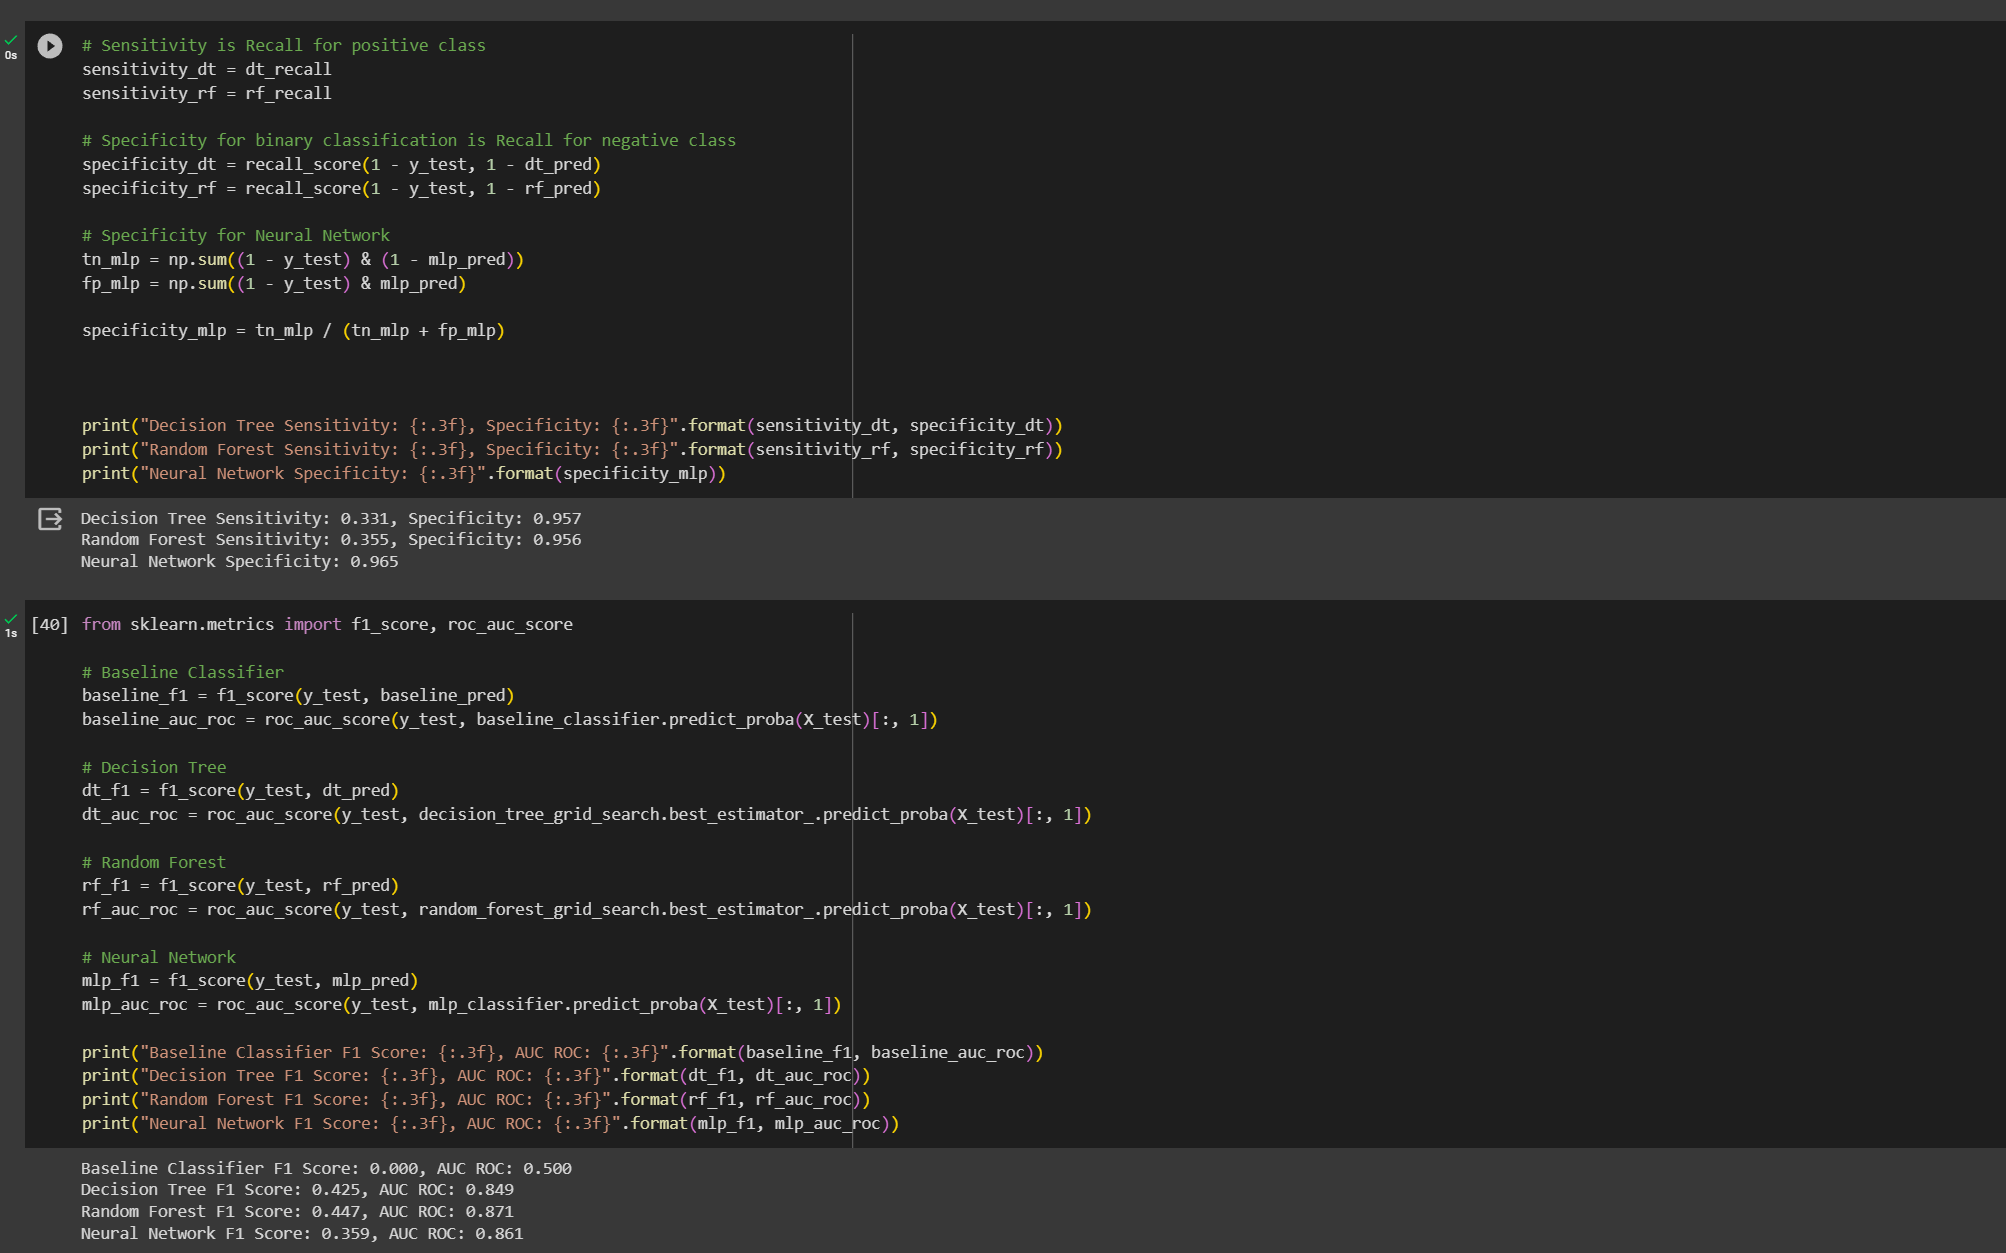 0s
# Sensitivity is Recall for positive class
sensitivity_dt = dt_recall
sensitivity_rf = rf_recall
# Specificity for binary classification is Recall for negative class
specificity_dt = recall_score(1 - y_test, 1 - dt_pred)
specificity_rf = recall_score(1 - y_test, 1 - rf_pred)
# Specificity for Neural Network
tn_mlp = np.sum((1 - y_test) & (1 - mlp_pred))
fp_mlp = np.sum((1 - y_test) & mlp_pred)
specificity_mlp = tn_mlp / (tn_mlp + fp_mlp)
print("Decision Tree Sensitivity: {:.3f}, Specificity: {:.3f}".format(sensitivity_dt, specificity_dt))
print("Random Forest Sensitivity: {:.3f}, Specificity: {:.3f}".format(sensitivity_rf, specificity_rf))
print("Neural Network Specificity: {:.3f}".format(specificity_mlp))
Decision Tree Sensitivity: 0.331, Specificity: 0.957
Random Forest Sensitivity: 0.355, Specificity: 0.956
Neural Network Specificity: 0.965
1s
[40] from sklearn.metrics import f1_score, roc_auc_score
# Baseline Classifier
baseline_f1 = f1_score(y_test, baseline_pred)
baseline_auc_roc = roc_auc_score(y_test, baseline_classifier.predict_proba(X_test)[:, 1])
# Decision Tree
dt_f1 = f1_score(y_test, dt_pred)
dt_auc_roc = roc_auc_score(y_test, decision_tree_grid_search.best_estimator_.predict_proba(X_test)[:, 1])
# Random Forest
rf_f1 = f1_score(y_test, rf_pred)
rf_auc_roc = roc_auc_score(y_test, random_forest_grid_search.best_estimator_.predict_proba(X_test)[:, 1])
# Neural Network
mlp_f1 = f1_score(y_test, mlp_pred)
mlp_auc_roc = roc_auc_score(y_test, mlp_classifier.predict_proba(X_test)[:, 1])
print("Baseline Classifier F1 Score: {:.3f}, AUC ROC: {:.3f}".format(baseline_f1, baseline_auc_roc))
print("Decision Tree F1 Score: {:.3f}, AUC ROC: {:.3f}".format(dt_f1, dt_auc_roc))
print("Random Forest F1 Score: {:.3f}, AUC ROC: {:.3f}".format(rf_f1, rf_auc_roc))
print("Neural Network F1 Score: {:.3f}, AUC ROC: {:.3f}".format(mlp_f1, mlp_auc_roc))
Baseline Classifier F1 Score: 0.000, AUC ROC: 0.500
Decision Tree F1 Score: 0.425, AUC ROC: 0.849
Random Forest F1 Score: 0.447, AUC ROC: 0.871
Neural Network F1 Score: 0.359, AUC ROC: 0.861